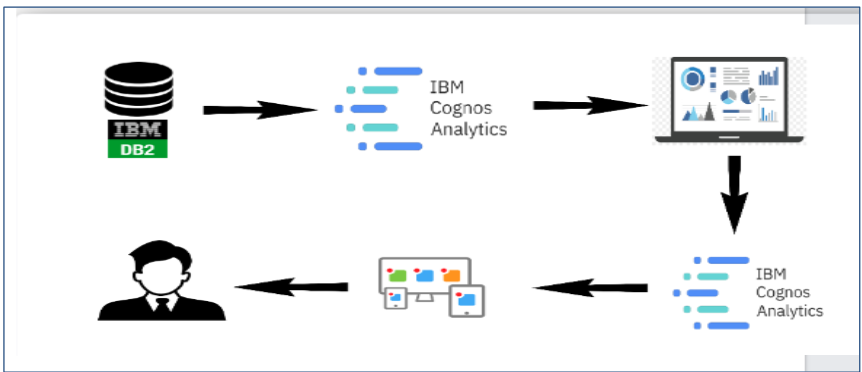 IBM
DB2
IBM
Cognos
Analytics
IBM
Cognos
Analytics